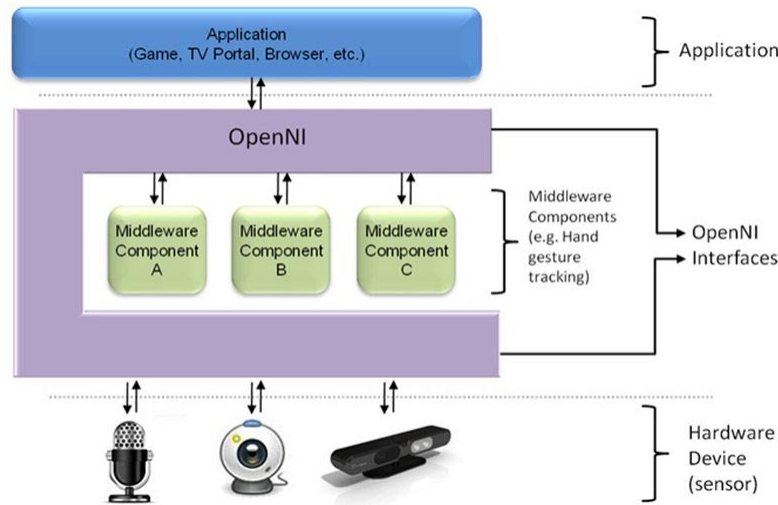 Application
(Game, TV Portal, Browser, etc.)
Application
OpenNI
Middleware
Component
A
Middleware
Component
B
Middleware
Component
C
Middleware
Components
(e.g. Hand
gesture
tracking)
OpenNI
Interfaces
Hardware
Device
(sensor)